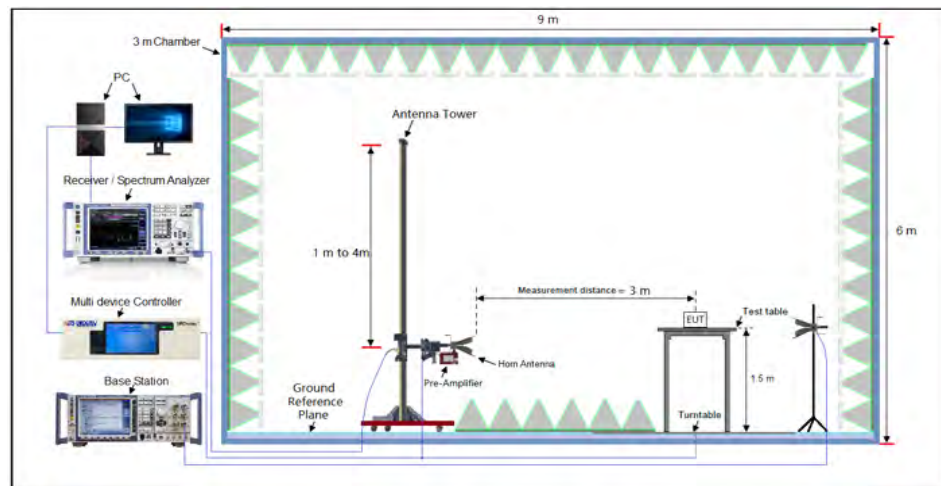 9 m
3 m Chamber
PC
Antenna Tower
Receiver / Spectrum Analyzer
1 m to 4m
6 m
Measurement distance = 3 m
Multi device Controller
EUT
Test table
Horn Antenna
Pre-Amplifier
1.5 m
Base Station
Ground
Reference
Plane
Turntable